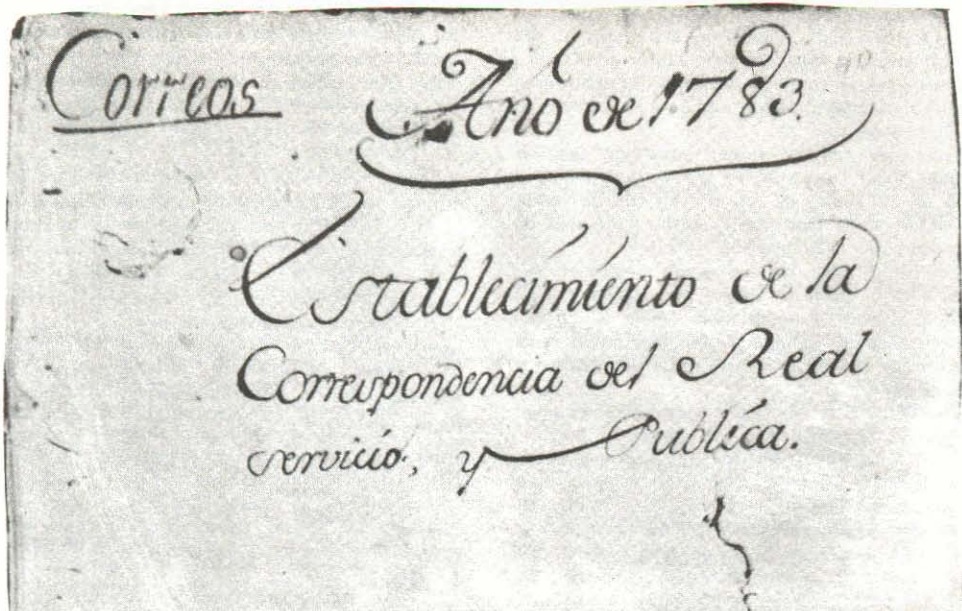 Correos
Año de 1783.
Establecimiento de la
Correspondencia del Real
servicio, y Publica.